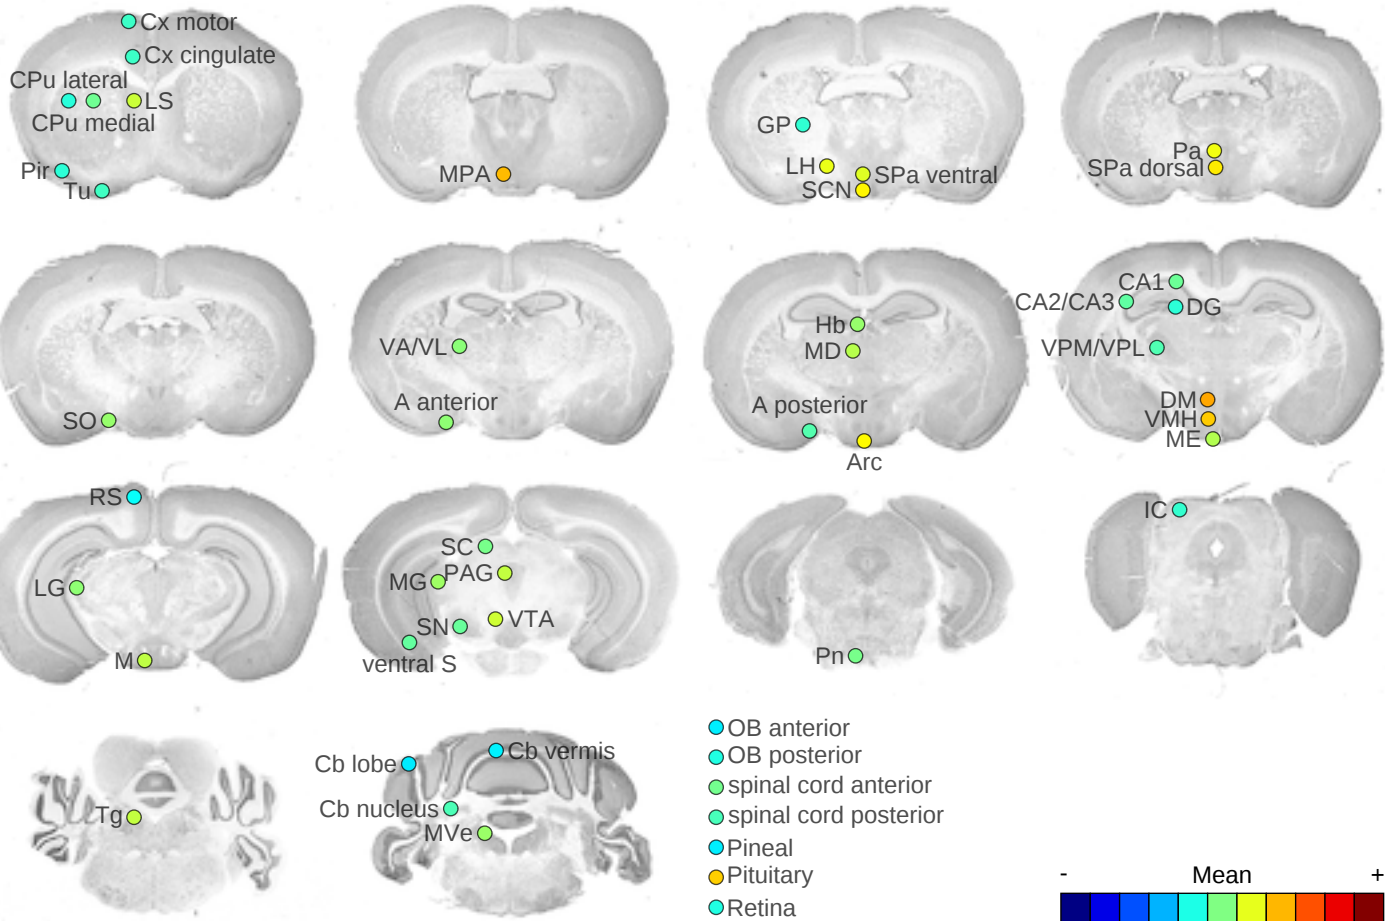 Cx motor
Cx cingulate
CPu lateral
LS
CPu medial
Pir
Tu
MPA
GP
LH
SPa ventral
SCN
Pa
SPa dorsal
SO
VA/VL
A anterior
Hb
MD
A posterior
Arc
CA1
CA2/CA3
DG
VPM/VPL
DM
VMH
ME
RS
LG
M
SC
MG
PAG
SN
VTA
ventral S
Pn
IC
Tg
Cb lobe
Cb vermis
Cb nucleus
MVe
OB anterior
OB posterior
spinal cord anterior
spinal cord posterior
Pineal
Pituitary
Retina
- Mean +